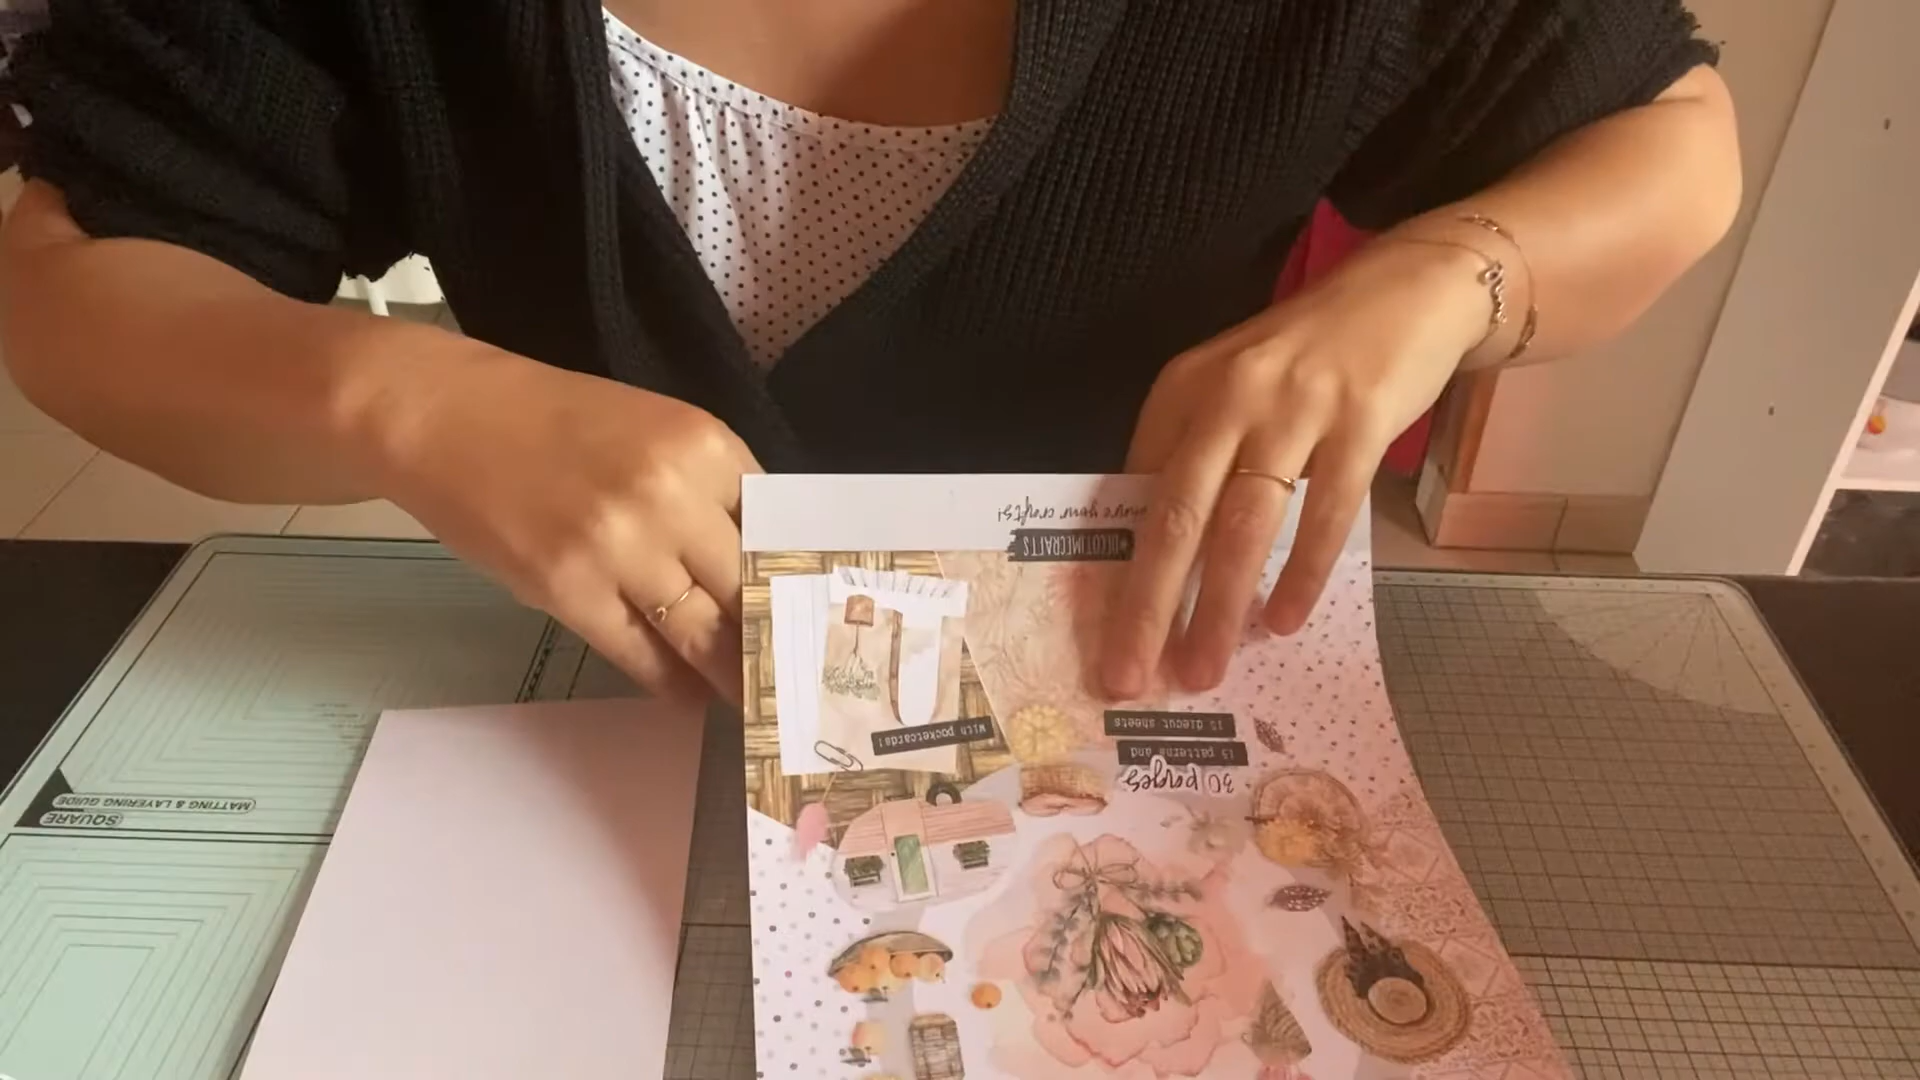 share your crafts!
#DECOTIMECRAFTS
with pocketcards!
15 diecut sheets
15 patterns and
30 pages
MATTING & LAYERING GUIDE
SQUARE